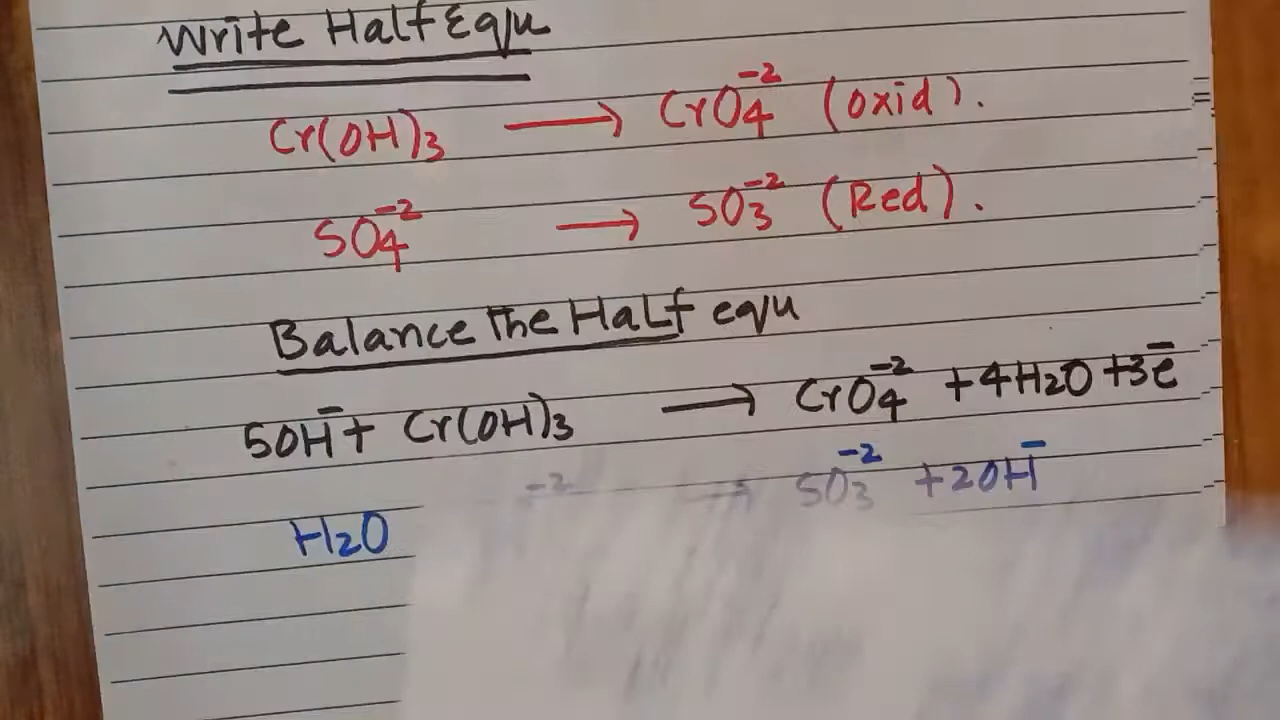 Write Half Equ
Cr(OH)3 → CrO4-2 (Oxid).
SO4-2 → SO3-2 (Red).
Balance The Half equ
5OH- + Cr(OH)3 → CrO4-2 + 4H2O + 3e-
H2O -2 → SO3-2 + 2OH-